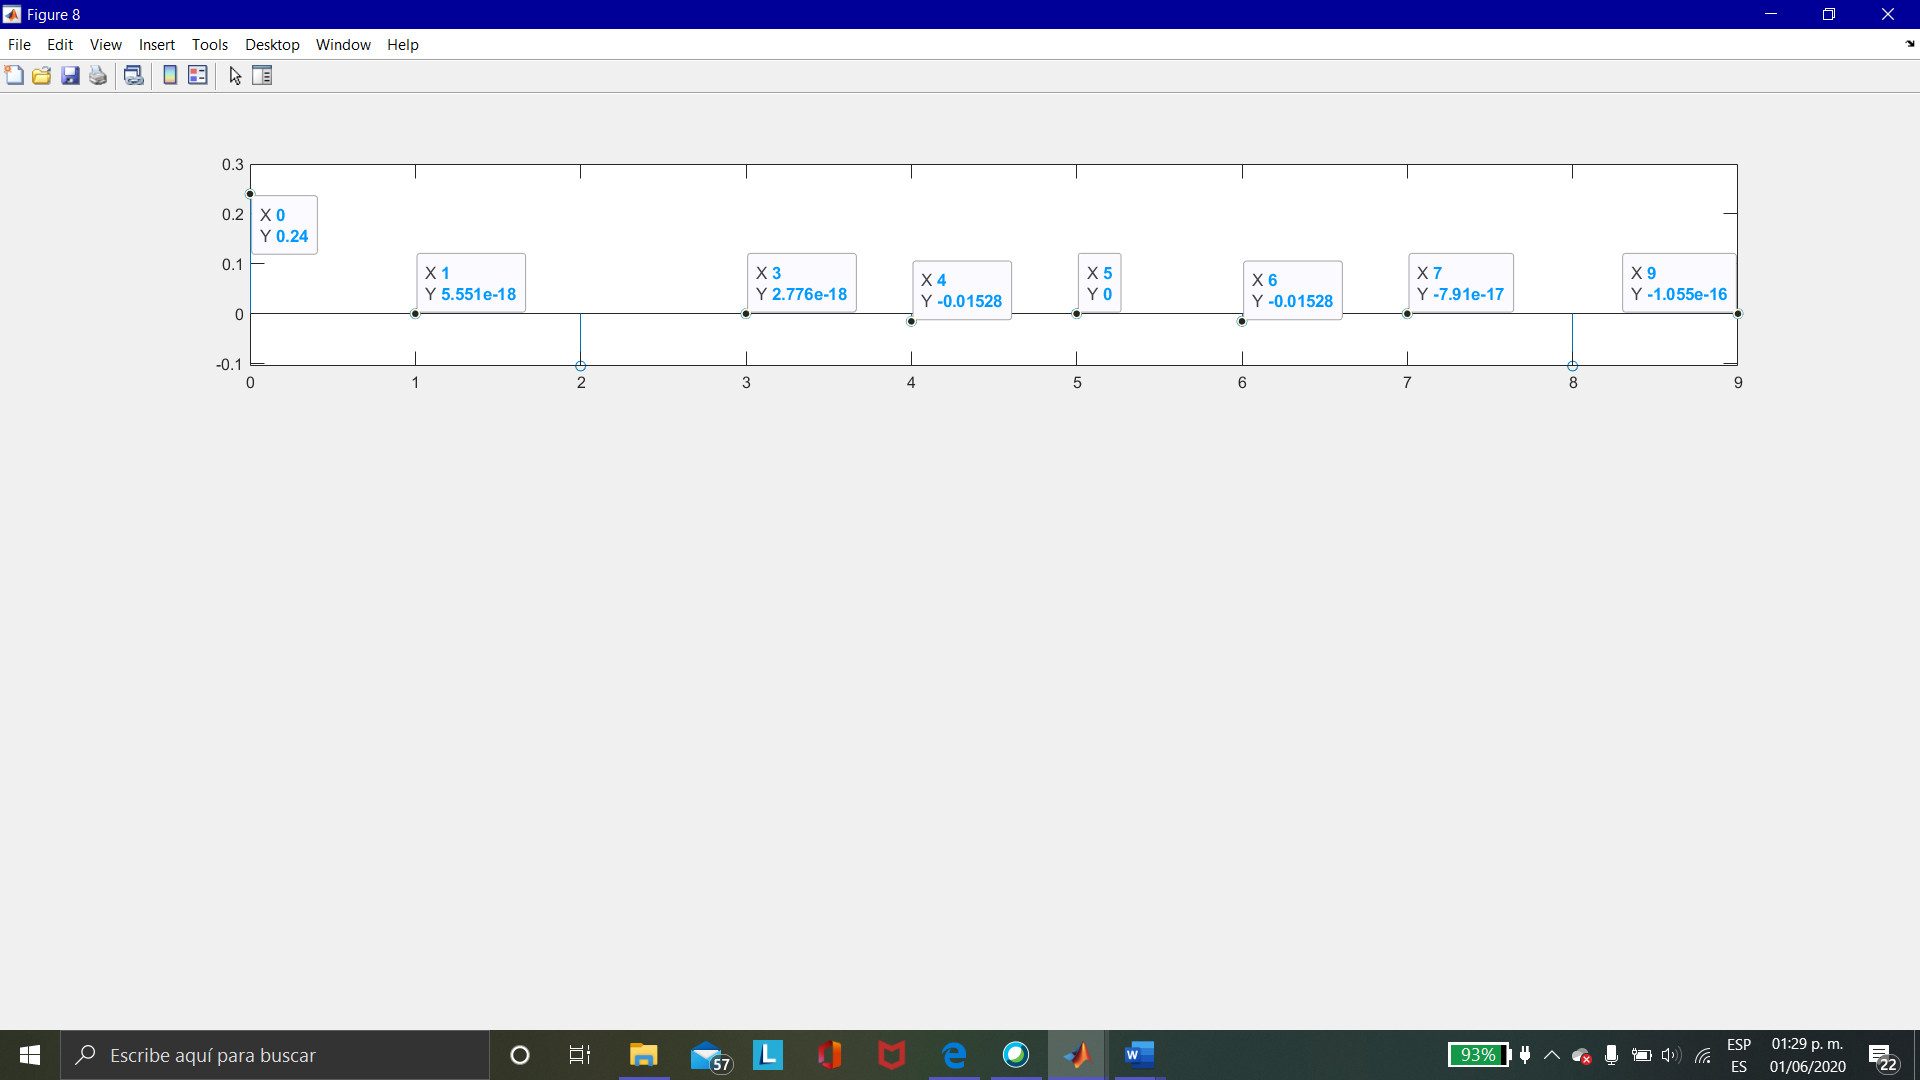 Figure 8
File Edit View Insert Tools Desktop Window Help
0.3
0.2
0.1
0
-0.1
X 0
Y 0.24
X 1
Y 5.551e-18
X 3
Y 2.776e-18
X 4
Y -0.01528
X 5
Y 0
X 6
Y -0.01528
X 7
Y -7.91e-17
X 9
Y -1.055e-16
0 1 2 3 4 5 6 7 8 9
Escribe aquí para buscar
57
L
W
93%
ESP
ES
01:29 p. m.
01/06/2020
22